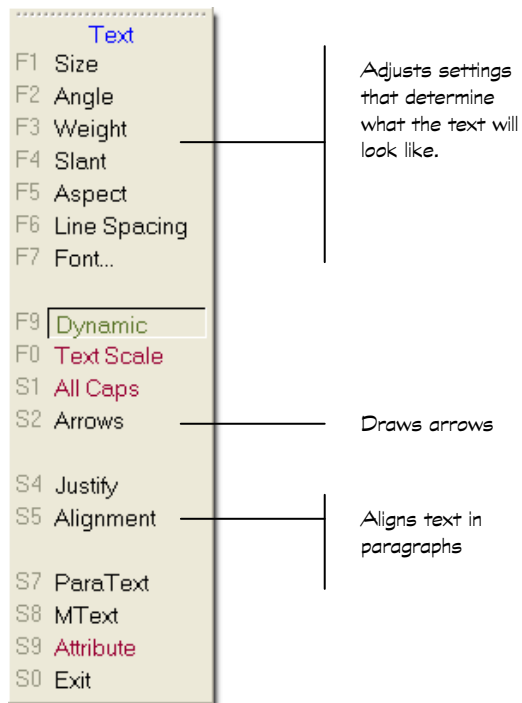 Text
F1 Size
F2 Angle
F3 Weight
F4 Slant
F5 Aspect
F6 Line Spacing
F7 Font...
F9 Dynamic
F0 Text Scale
S1 All Caps
S2 Arrows
S4 Justify
S5 Alignment
S7 ParaText
S8 MText
S9 Attribute
S0 Exit
Adjusts settings
that determine
what the text will
look like.
Draws arrows
Aligns text in
paragraphs